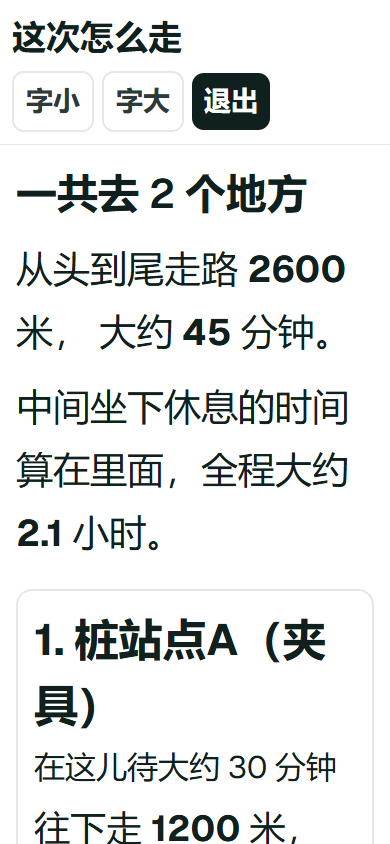 这次怎么走
字小 字大 退出
一共去 2 个地方
从头到尾走路 2600
米， 大约 45 分钟。
中间坐下休息的时间
算在里面，全程大约
2.1 小时。
1. 桩站点A（夹
具）
在这儿待大约 30 分钟
往下走 1200 米，